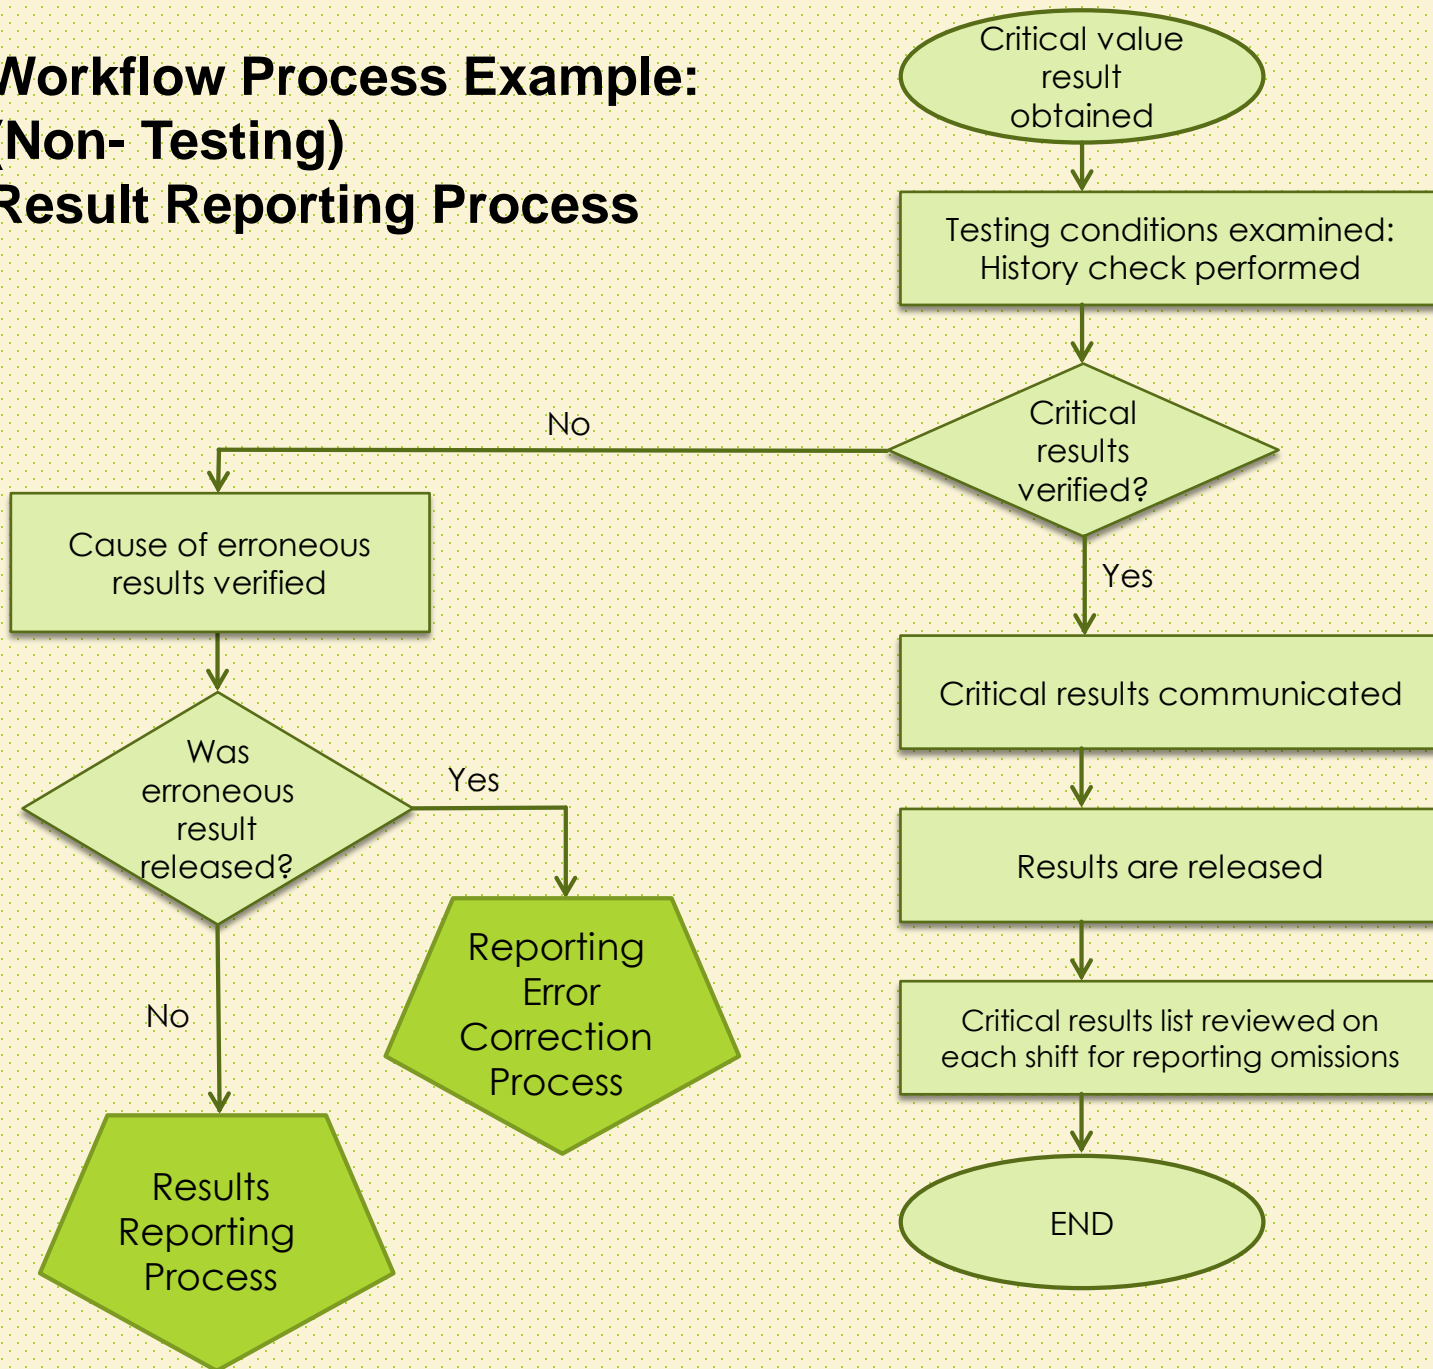 Workflow Process Example:
(Non- Testing)
Result Reporting Process
Critical value
result
obtained
Testing conditions examined:
History check performed
Critical
results
verified?
No
Yes
Cause of erroneous
results verified
Critical results communicated
Was
erroneous
result
released?
Yes
No
Results are released
Reporting
Error
Correction
Process
Critical results list reviewed on
each shift for reporting omissions
Results
Reporting
Process
END